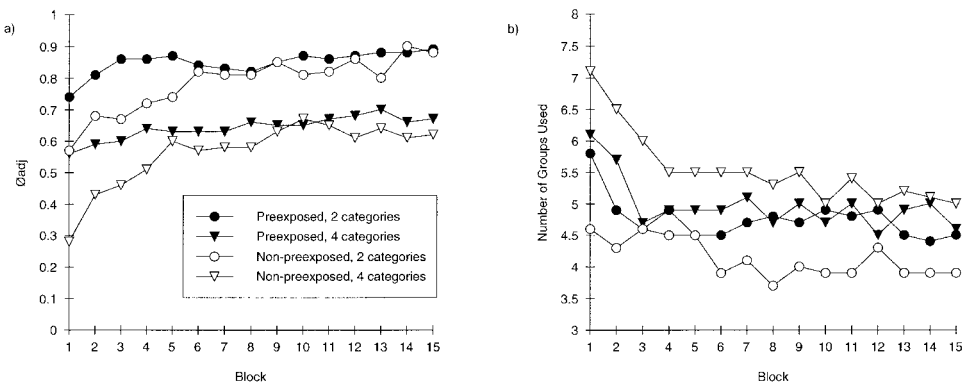 a)
Øadj
1
0.9
0.8
0.7
0.6
0.5
0.4
0.3
0.2
0.1
0
Preexposed, 2 categories
Preexposed, 4 categories
Non-preexposed, 2 categories
Non-preexposed, 4 categories
1 2 3 4 5 6 7 8 9 10 11 12 13 14 15
Block
b)
Number of Groups Used
8
7.5
7
6.5
6
5.5
5
4.5
4
3.5
3
1 2 3 4 5 6 7 8 9 10 11 12 13 14 15
Block